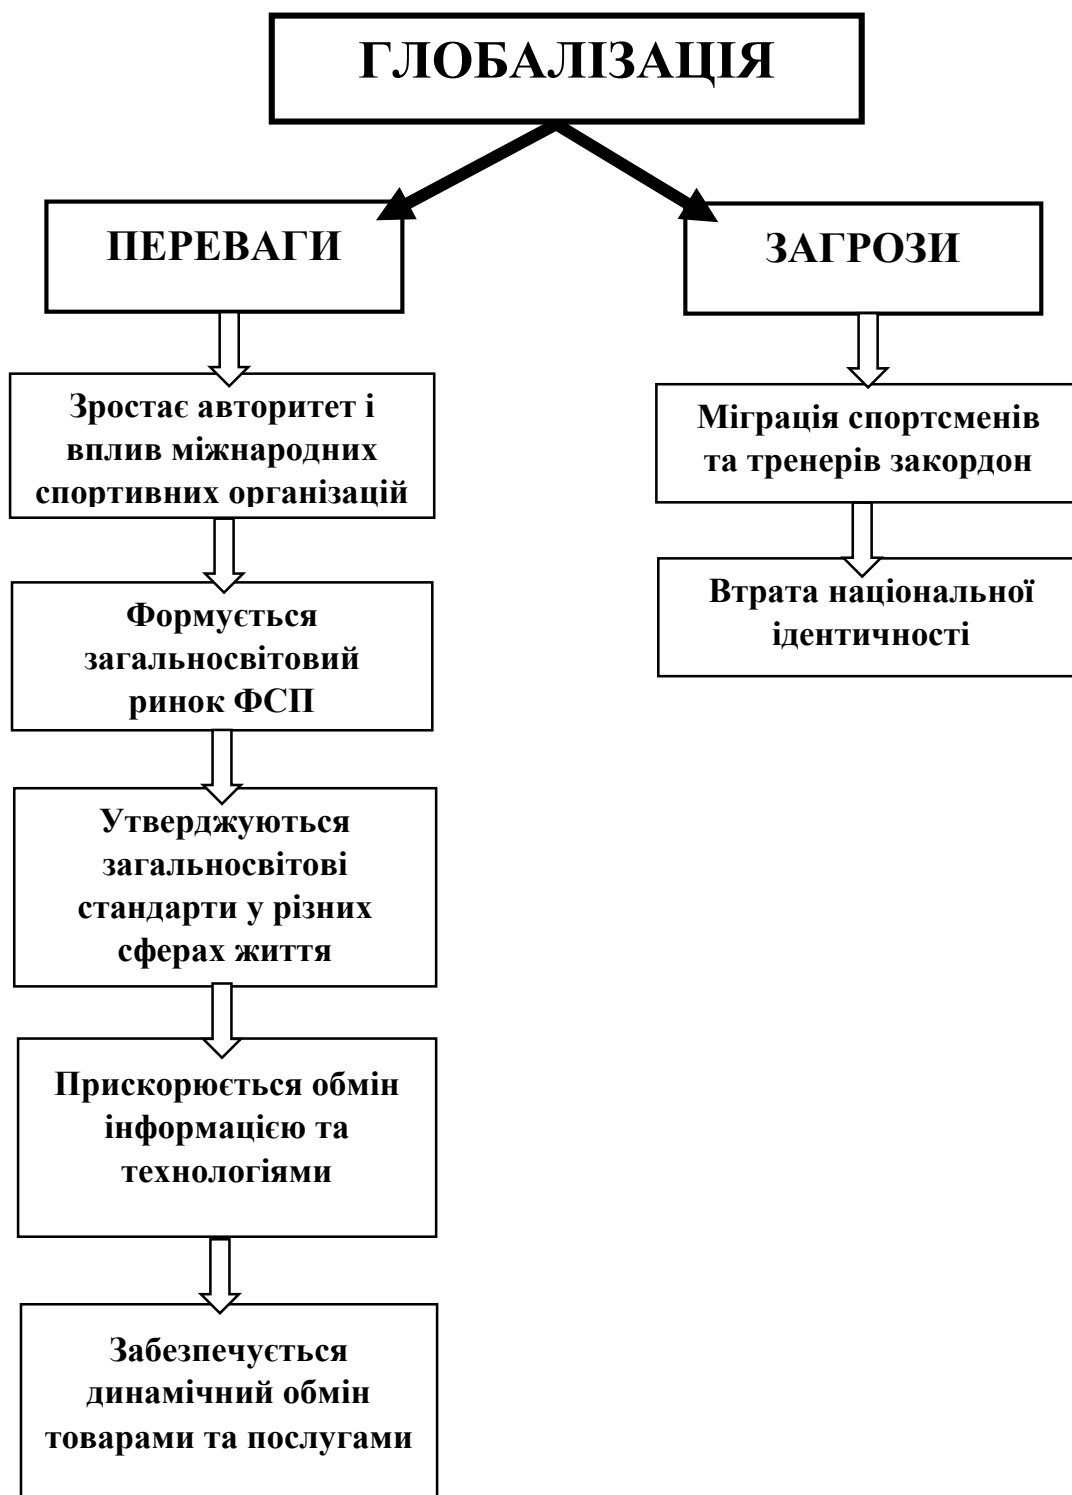 ГЛОБАЛІЗАЦІЯ
ПЕРЕВАГИ
Зростає авторитет і
вплив міжнародних
спортивних організацій
Формується
загальносвітовий
ринок ФСП
Утверджуються
загальносвітові
стандарти у різних
сферах життя
Прискорюється обмін
інформацією та
технологіями
Забезпечується
динамічний обмін
товарами та послугами
ЗАГРОЗИ
Міграція спортсменів
та тренерів закордон
Втрата національної
ідентичності